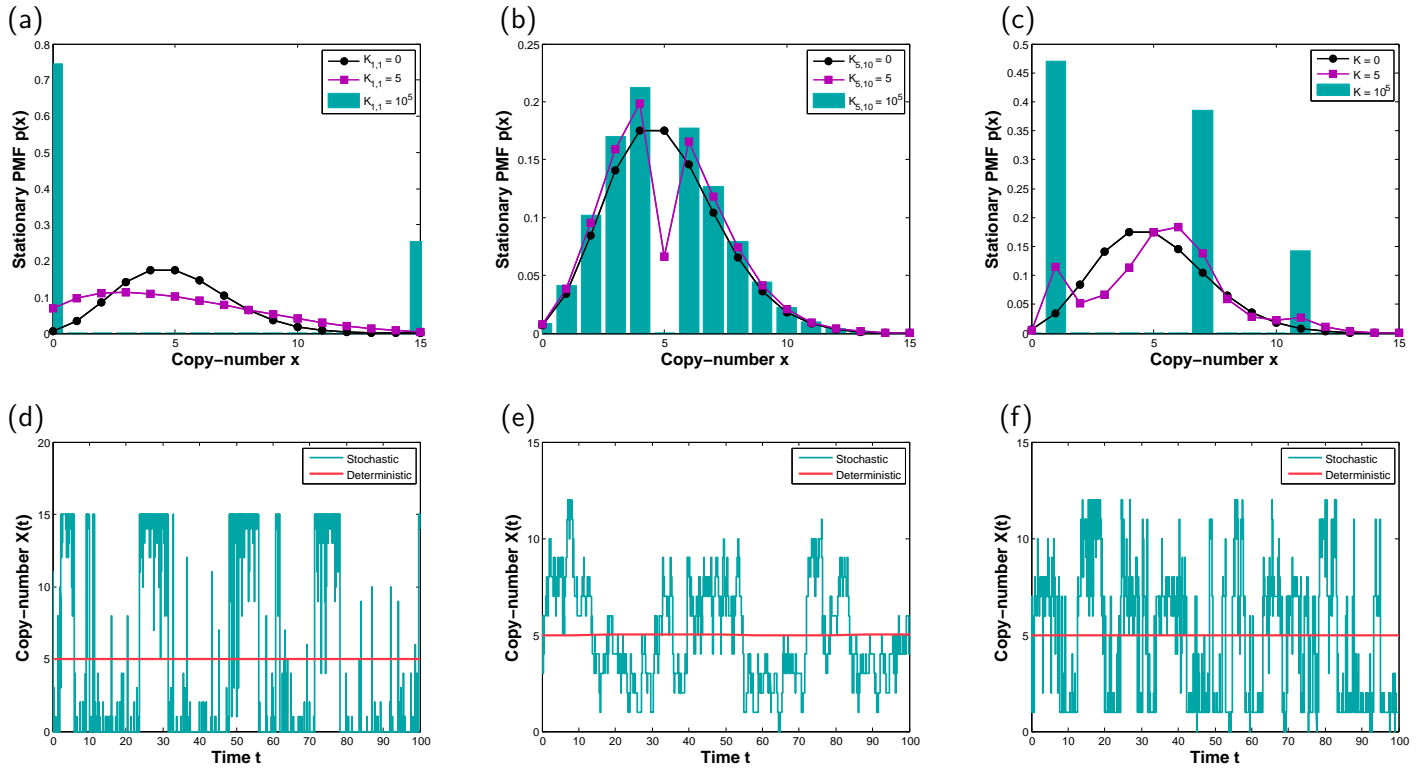 (a)
Stationary PMF p(x)
0.8
0.7
0.6
0.5
0.4
0.3
0.2
0.1
0
K1,1 = 0
K1,1 = 5
K1,1 = 10^5
0 5 10 15
Copy−number x
(b)
Stationary PMF p(x)
0.25
0.2
0.15
0.1
0.05
0
K5,10 = 0
K5,10 = 5
K5,10 = 10^5
0 5 10 15
Copy−number x
(c)
Stationary PMF p(x)
0.5
0.45
0.4
0.35
0.3
0.25
0.2
0.15
0.1
0.05
0
K = 0
K = 5
K = 10^5
0 5 10 15
Copy−number x
(d)
Copy−number X(t)
20
15
10
5
0
Stochastic
Deterministic
0 10 20 30 40 50 60 70 80 90 100
Time t
(e)
Copy−number X(t)
15
10
5
0
Stochastic
Deterministic
0 10 20 30 40 50 60 70 80 90 100
Time t
(f)
Copy−number X(t)
15
10
5
0
Stochastic
Deterministic
0 10 20 30 40 50 60 70 80 90 100
Time t